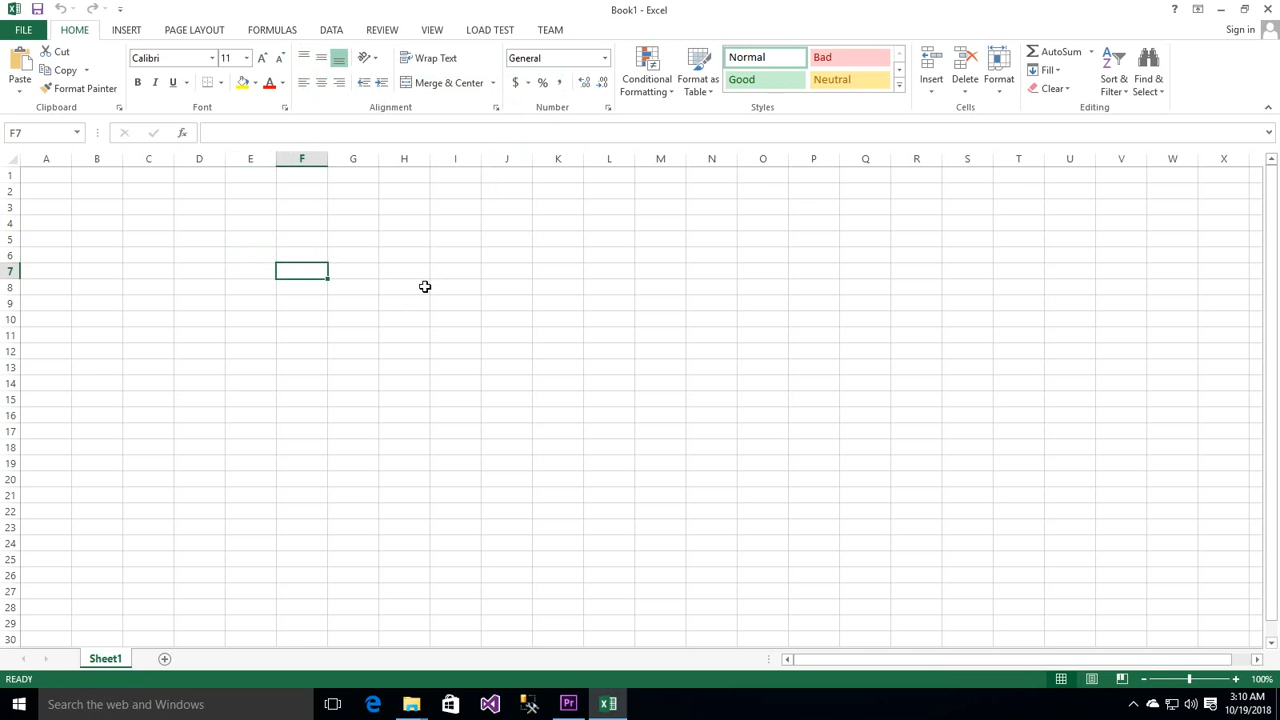 Book1 - Excel
FILE HOME INSERT PAGE LAYOUT FORMULAS DATA REVIEW VIEW LOAD TEST TEAM Sign in
Paste Cut Copy Format Painter
Calibri 11
B I U
Wrap Text
Merge & Center
General
$ % ,
Conditional Formatting
Format as Table
Normal Bad
Good Neutral
Insert Delete Format
AutoSum
Fill
Clear
Sort & Filter
Find & Select
Clipboard Font Alignment Number Styles Cells Editing
F7 fx
A B C D E F G H I J K L M N O P Q R S T U V W X
1
2
3
4
5
6
7
8
9
10
11
12
13
14
15
16
17
18
19
20
21
22
23
24
25
26
27
28
29
30
Sheet1
READY 100%
Search the web and Windows
3:10 AM
10/19/2018